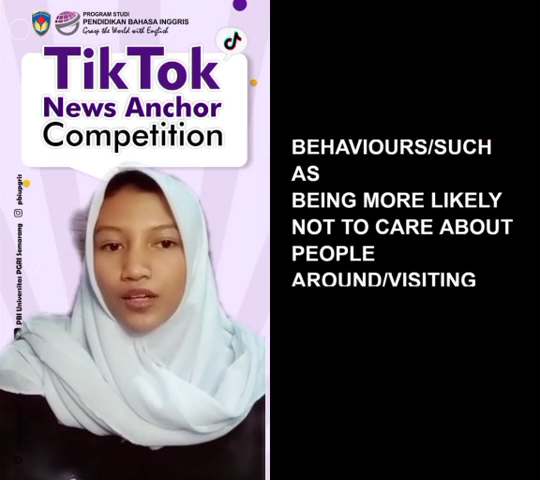 PROGRAM STUDI
PENDIDIKAN BAHASA INGGRIS
Grasp the World with English
TikTok
News Anchor
Competition
pbiupgris
PBI Universitas PGRI Semarang
BEHAVIOURS/SUCH
AS
BEING MORE LIKELY
NOT TO CARE ABOUT
PEOPLE
AROUND/VISITING